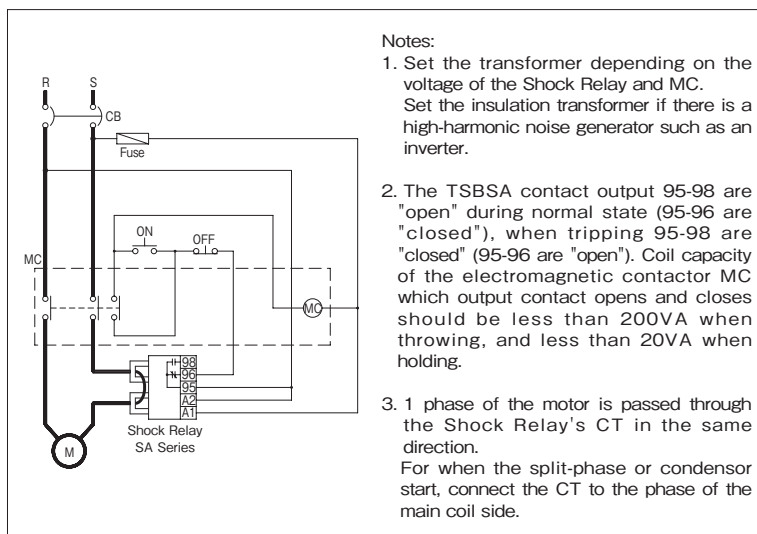 R S
CB
Fuse
ON
OFF
MC
MC
98
96
95
A2
A1
Shock Relay
SA Series
M
Notes:
1. Set the transformer depending on the
voltage of the Shock Relay and MC.
Set the insulation transformer if there is a
high-harmonic noise generator such as an
inverter.
2. The TSBSA contact output 95-98 are
"open" during normal state (95-96 are
"closed"), when tripping 95-98 are
"closed" (95-96 are "open"). Coil capacity
of the electromagnetic contactor MC
which output contact opens and closes
should be less than 200VA when
throwing, and less than 20VA when
holding.
3. 1 phase of the motor is passed through
the Shock Relay's CT in the same
direction.
For when the split-phase or condensor
start, connect the CT to the phase of the
main coil side.